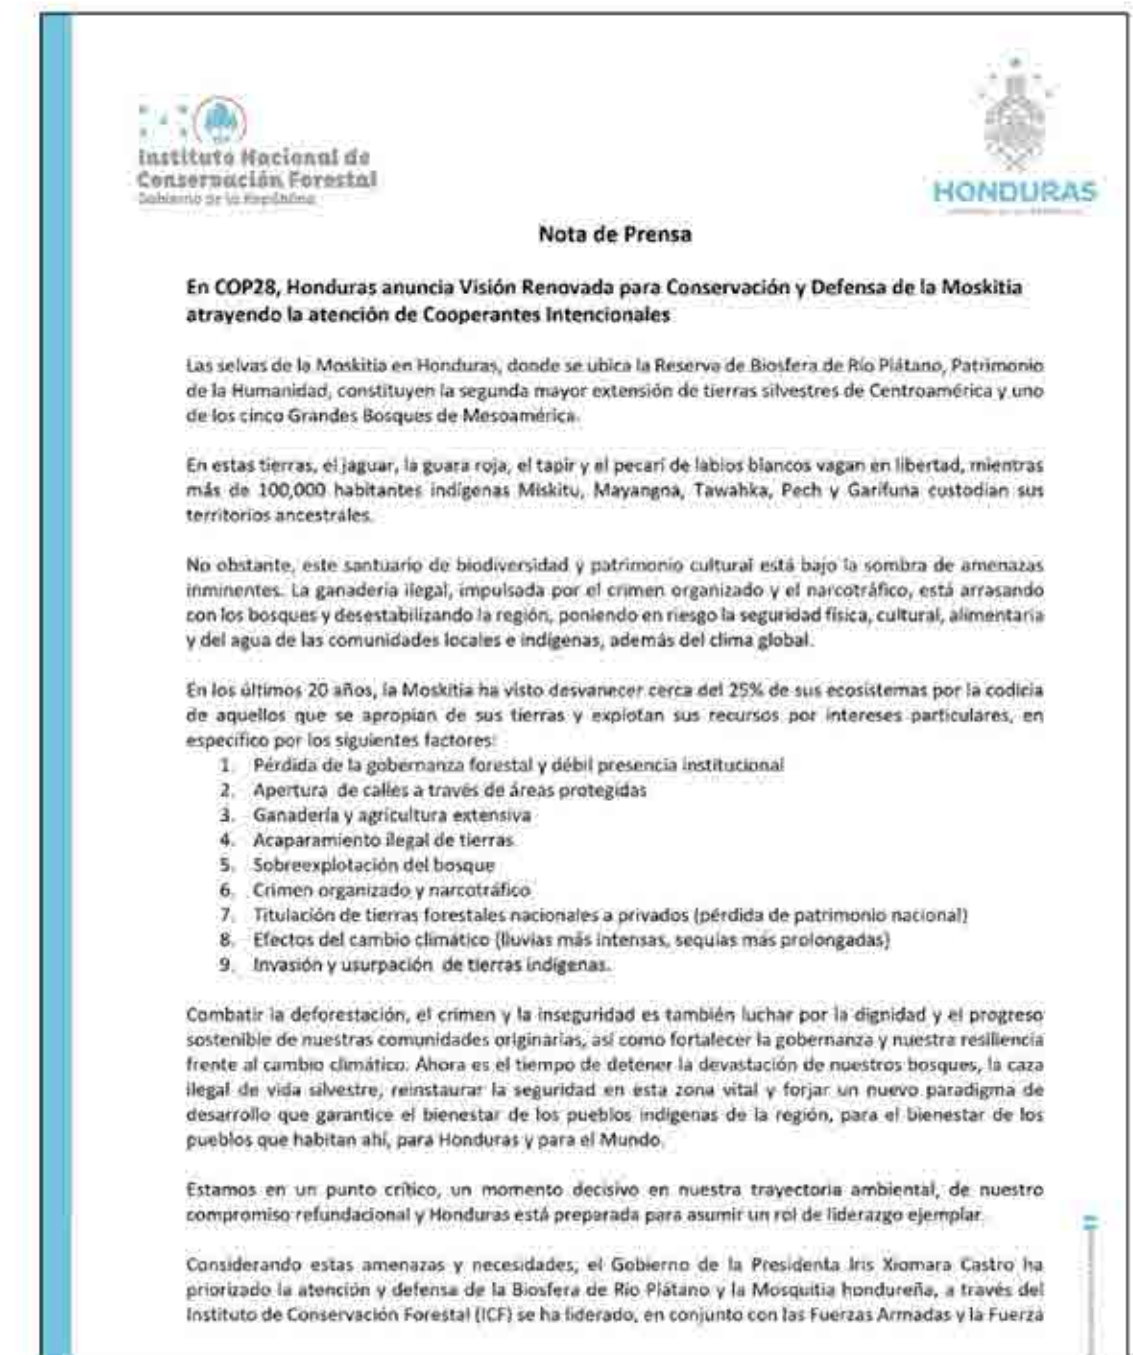 Instituto Nacional de
Conservación Forestal
Gobierno de la República
HONDURAS
Nota de Prensa
En COP28, Honduras anuncia Visión Renovada para Conservación y Defensa de la Moskitia
atrayendo la atención de Cooperantes Intencionales
Las selvas de la Moskitia en Honduras, donde se ubica la Reserva de Biosfera de Río Plátano, Patrimonio
de la Humanidad, constituyen la segunda mayor extensión de tierras silvestres de Centroamérica y uno
de los cinco Grandes Bosques de Mesoamérica.
En estas tierras, el jaguar, la guara roja, el tapir y el pecarí de labios blancos vagan en libertad, mientras
más de 100,000 habitantes indígenas Miskitu, Mayangna, Tawahka, Pech y Garífuna custodian sus
territorios ancestrales.
No obstante, este santuario de biodiversidad y patrimonio cultural está bajo la sombra de amenazas
inminentes. La ganadería ilegal, impulsada por el crimen organizado y el narcotráfico, está arrasando
con los bosques y desestabilizando la región, poniendo en riesgo la seguridad física, cultural, alimentaria
y del agua de las comunidades locales e indígenas, además del clima global.
En los últimos 20 años, la Moskitia ha visto desvanecer cerca del 25% de sus ecosistemas por la codicia
de aquellos que se apropian de sus tierras y explotan sus recursos por intereses particulares, en
específico por los siguientes factores:
1. Pérdida de la gobernanza forestal y débil presencia institucional
2. Apertura de calles a través de áreas protegidas
3. Ganadería y agricultura extensiva
4. Acaparamiento ilegal de tierras
5. Sobreexplotación del bosque
6. Crimen organizado y narcotráfico
7. Titulación de tierras forestales nacionales a privados (pérdida de patrimonio nacional)
8. Efectos del cambio climático (lluvias más intensas, sequías más prolongadas)
9. Invasión y usurpación de tierras indígenas.
Combatir la deforestación, el crimen y la inseguridad es también luchar por la dignidad y el progreso
sostenible de nuestras comunidades originarias, así como fortalecer la gobernanza y nuestra resiliencia
frente al cambio climático. Ahora es el tiempo de detener la devastación de nuestros bosques, la caza
ilegal de vida silvestre, reinstaurar la seguridad en esta zona vital y forjar un nuevo paradigma de
desarrollo que garantice el bienestar de los pueblos indígenas de la región, para el bienestar de los
pueblos que habitan ahí, para Honduras y para el Mundo.
Estamos en un punto crítico, un momento decisivo en nuestra trayectoria ambiental, de nuestro
compromiso refundacional y Honduras está preparada para asumir un rol de liderazgo ejemplar.
Considerando estas amenazas y necesidades, el Gobierno de la Presidenta Iris Xiomara Castro ha
priorizado la atención y defensa de la Biosfera de Río Plátano y la Mosquitia hondureña, a través del
Instituto de Conservación Forestal (ICF) se ha liderado, en conjunto con las Fuerzas Armadas y la Fuerza